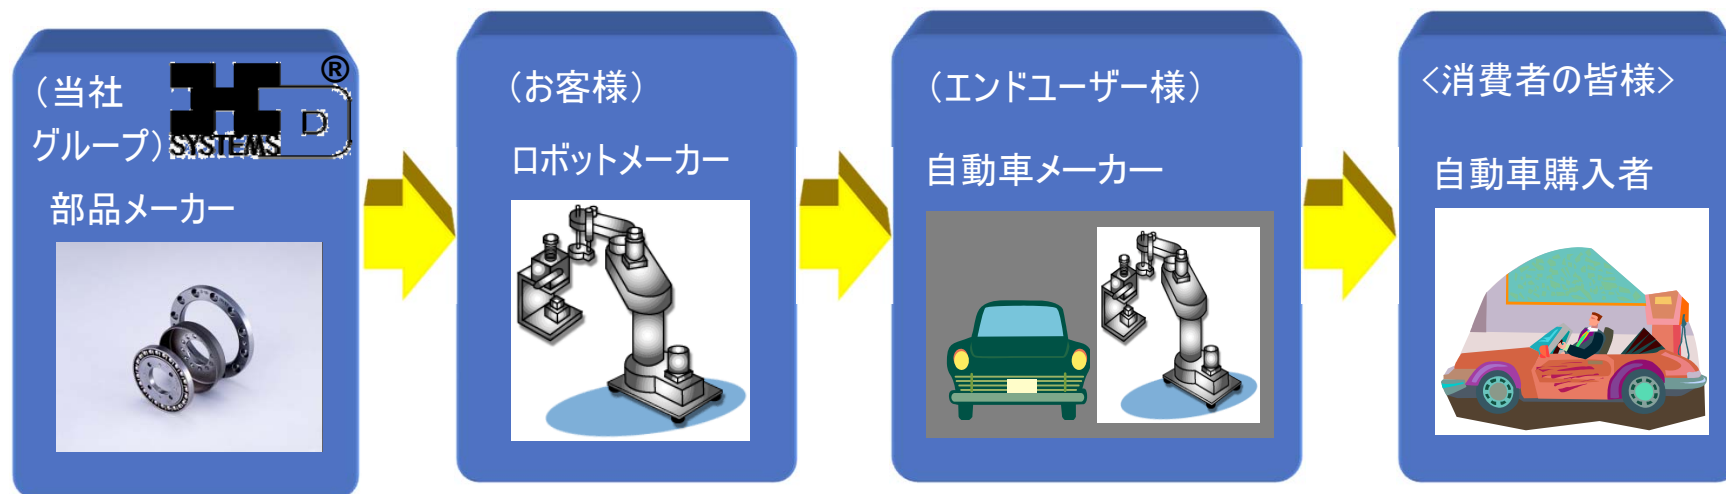 (当社
グループ)
H D ®
SYSTEMS
部品メーカー
(お客様)
ロボットメーカー
(エンドユーザー様)
自動車メーカー
<消費者の皆様>
自動車購入者